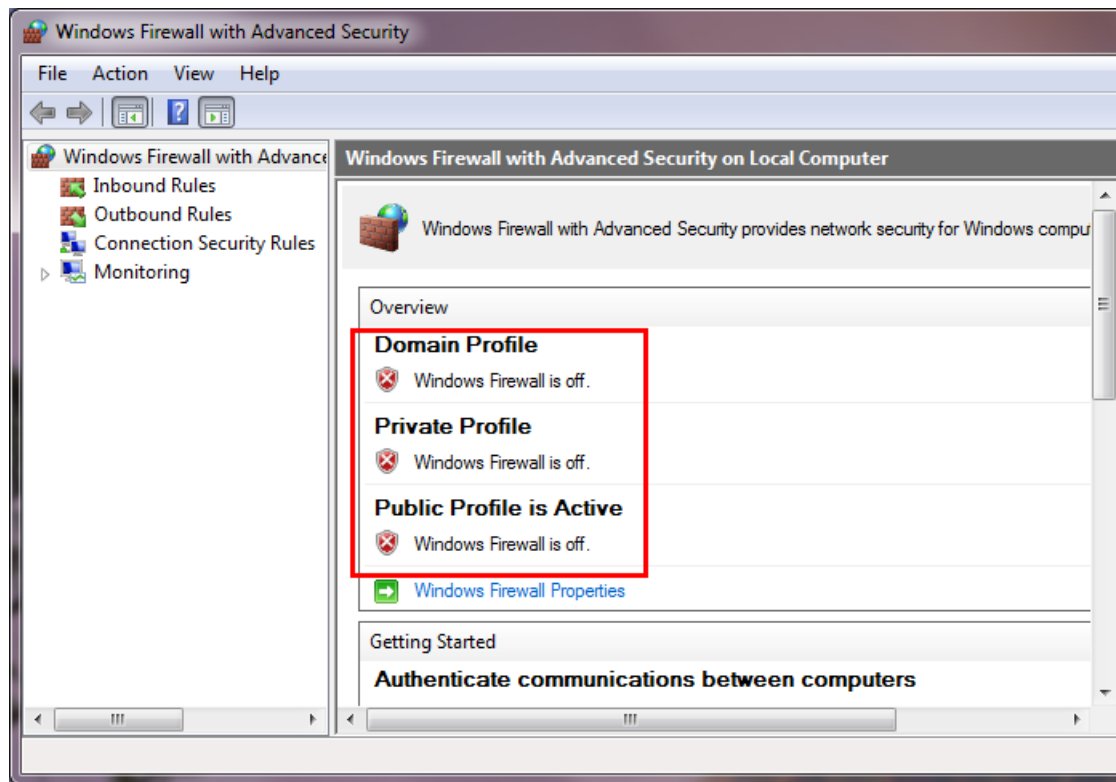 Windows Firewall with Advanced Security
File Action View Help
Windows Firewall with Advance
Inbound Rules
Outbound Rules
Connection Security Rules
Monitoring
Windows Firewall with Advanced Security on Local Computer
Windows Firewall with Advanced Security provides network security for Windows compu
Overview
Domain Profile
Windows Firewall is off.
Private Profile
Windows Firewall is off.
Public Profile is Active
Windows Firewall is off.
Windows Firewall Properties
Getting Started
Authenticate communications between computers